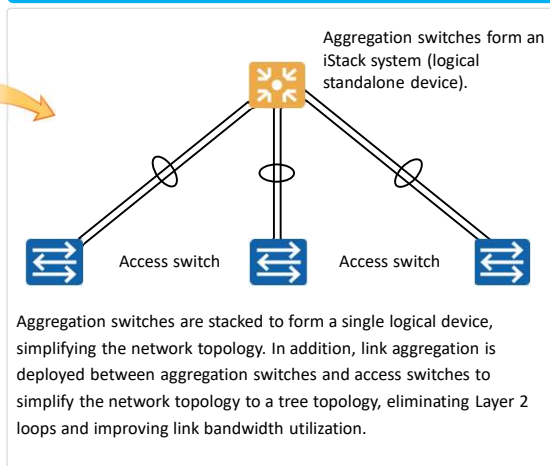 Aggregation switches form an
iStack system (logical
standalone device).
Access switch
Access switch
Aggregation switches are stacked to form a single logical device,
simplifying the network topology. In addition, link aggregation is
deployed between aggregation switches and access switches to
simplify the network topology to a tree topology, eliminating Layer 2
loops and improving link bandwidth utilization.